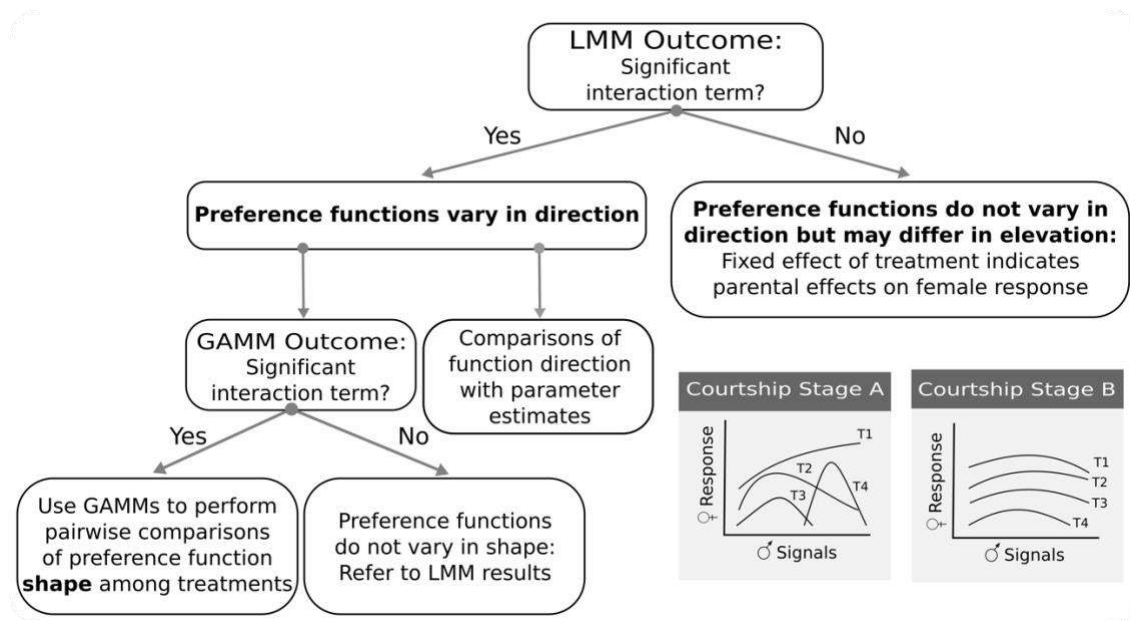 LMM Outcome:
Significant
interaction term?
Yes
No
Preference functions vary in direction
Preference functions do not vary in
direction but may differ in elevation:
Fixed effect of treatment indicates
parental effects on female response
GAMM Outcome:
Significant
interaction term?
Comparisons of
function direction
with parameter
estimates
Yes
No
Use GAMMs to perform
pairwise comparisons
of preference function
shape among treatments
Preference functions
do not vary in shape:
Refer to LMM results
Courtship Stage A
♀ Response
T1
T2
T3
T4
♂ Signals
Courtship Stage B
♀ Response
T1
T2
T3
T4
♂ Signals